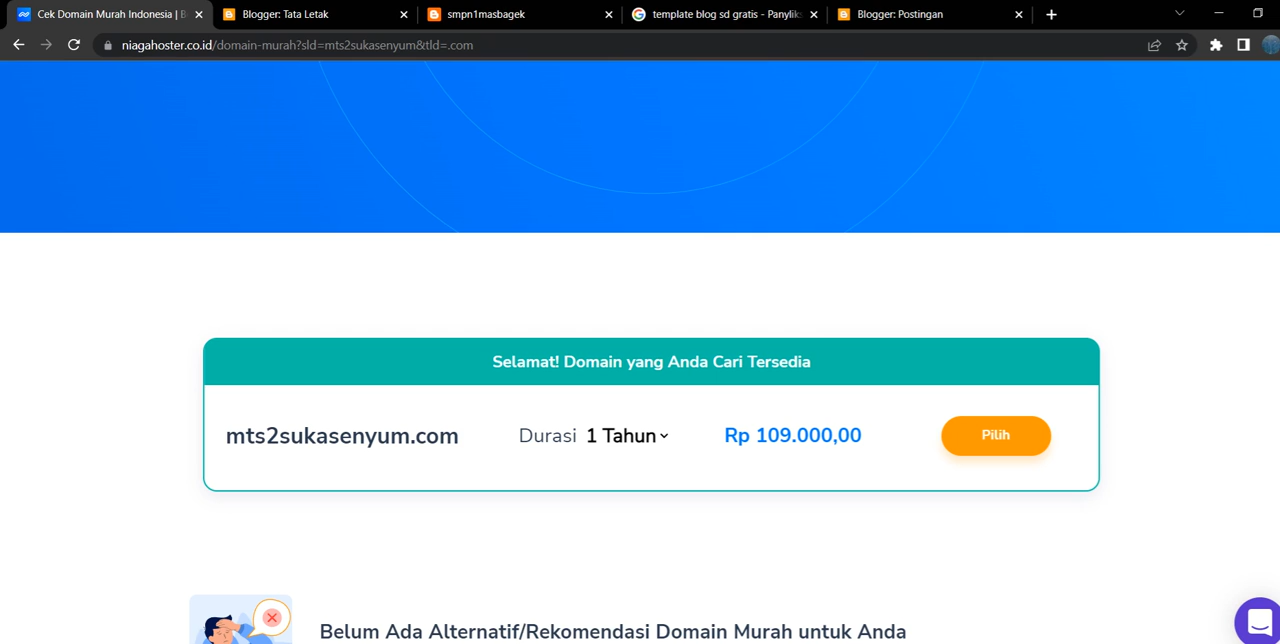 Cek Domain Murah Indonesia | B
Blogger: Tata Letak
smpn1masbagek
template blog sd gratis - Panylik
Blogger: Postingan
niagahoster.co.id/domain-murah?sld=mts2sukasenyum&tld=.com
Selamat! Domain yang Anda Cari Tersedia
mts2sukasenyum.com
Durasi 1 Tahun
Rp 109.000,00
Pilih
Belum Ada Alternatif/Rekomendasi Domain Murah untuk Anda